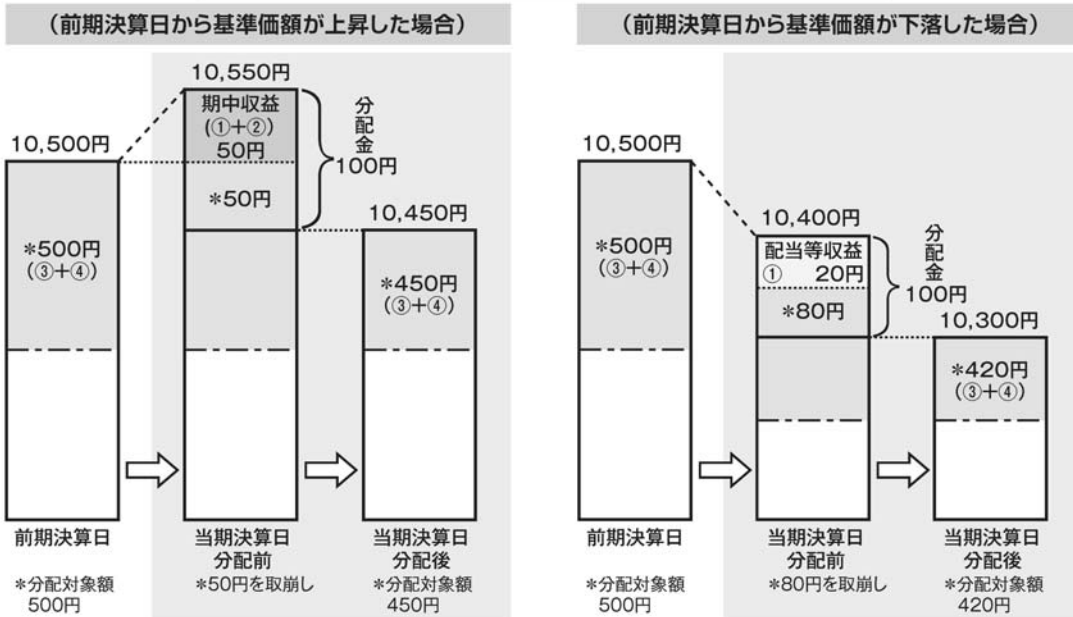 （前期決算日から基準価額が上昇した場合）
10,550円
期中収益
（①＋②）
50円
分配金
100円
10,500円
＊50円
10,450円
＊500円
（③＋④）
＊450円
（③＋④）
前期決算日
当期決算日
分配前
当期決算日
分配後
＊分配対象額
500円
＊50円を取崩し
＊分配対象額
450円
（前期決算日から基準価額が下落した場合）
10,500円
10,400円
＊500円
（③＋④）
配当等収益
① 20円
分配金
100円
＊80円
10,300円
＊420円
（③＋④）
前期決算日
当期決算日
分配前
当期決算日
分配後
＊分配対象額
500円
＊80円を取崩し
＊分配対象額
420円